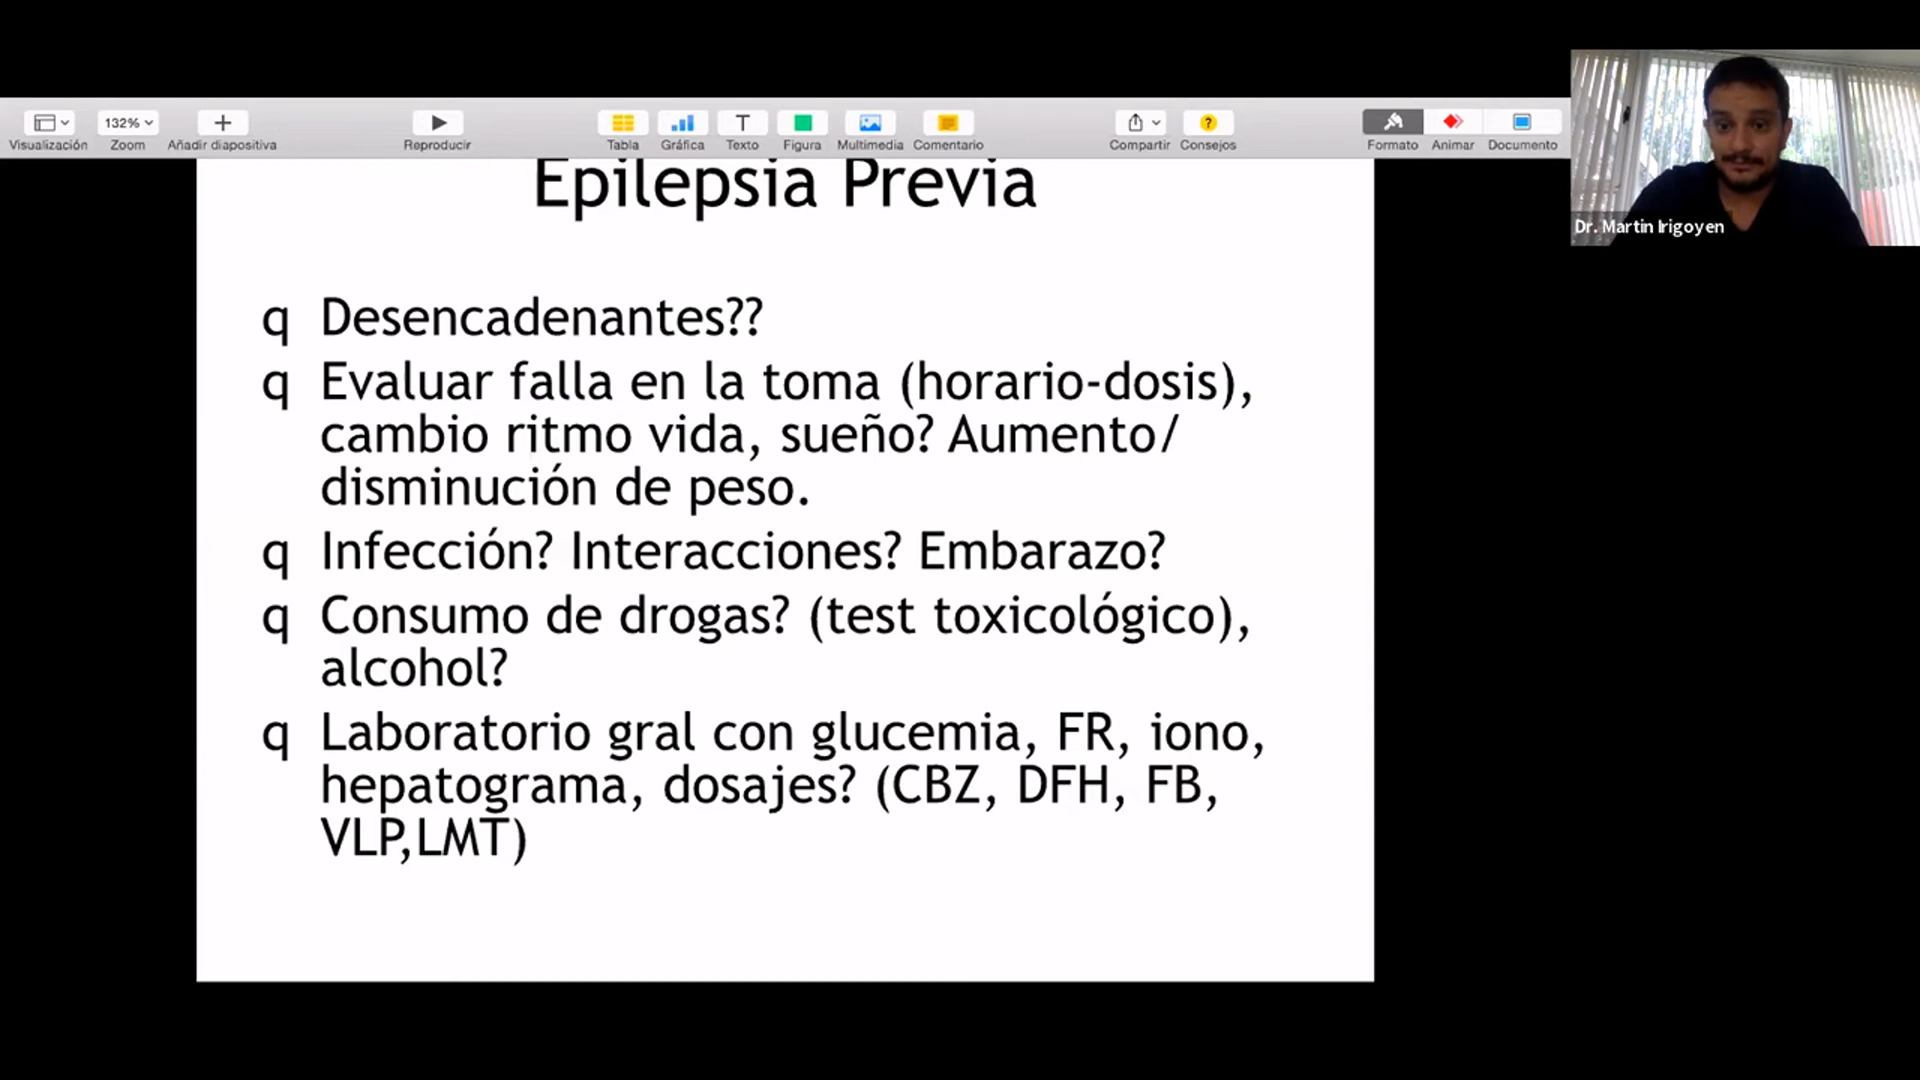 132%
Visualización
Zoom
Añadir diapositiva
Reproducir
Tabla
Gráfica
Texto
Figura
Multimedia
Comentario
Compartir
Consejos
Formato
Animar
Documento
Dr. Martin Irigoyen
Epilepsia Previa
q Desencadenantes??
q Evaluar falla en la toma (horario-dosis),
cambio ritmo vida, sueño? Aumento/
disminución de peso.
q Infección? Interacciones? Embarazo?
q Consumo de drogas? (test toxicológico),
alcohol?
q Laboratorio gral con glucemia, FR, iono,
hepatograma, dosajes? (CBZ, DFH, FB,
VLP,LMT)